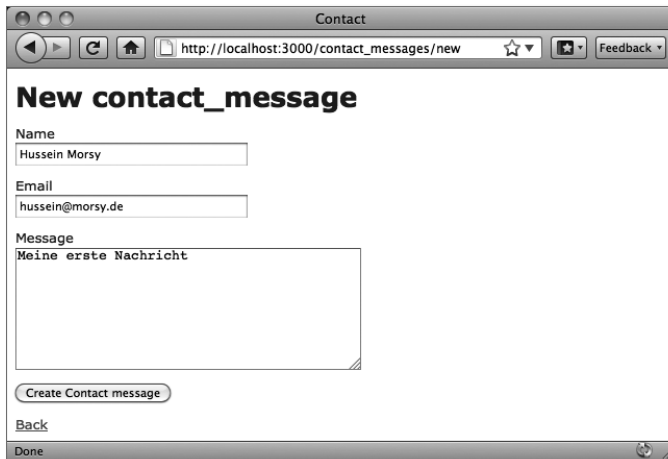 Contact
http://localhost:3000/contact_messages/new
Feedback
New contact_message
Name
Hussein Morsy
Email
hussein@morsy.de
Message
Meine erste Nachricht
Create Contact message
Back
Done